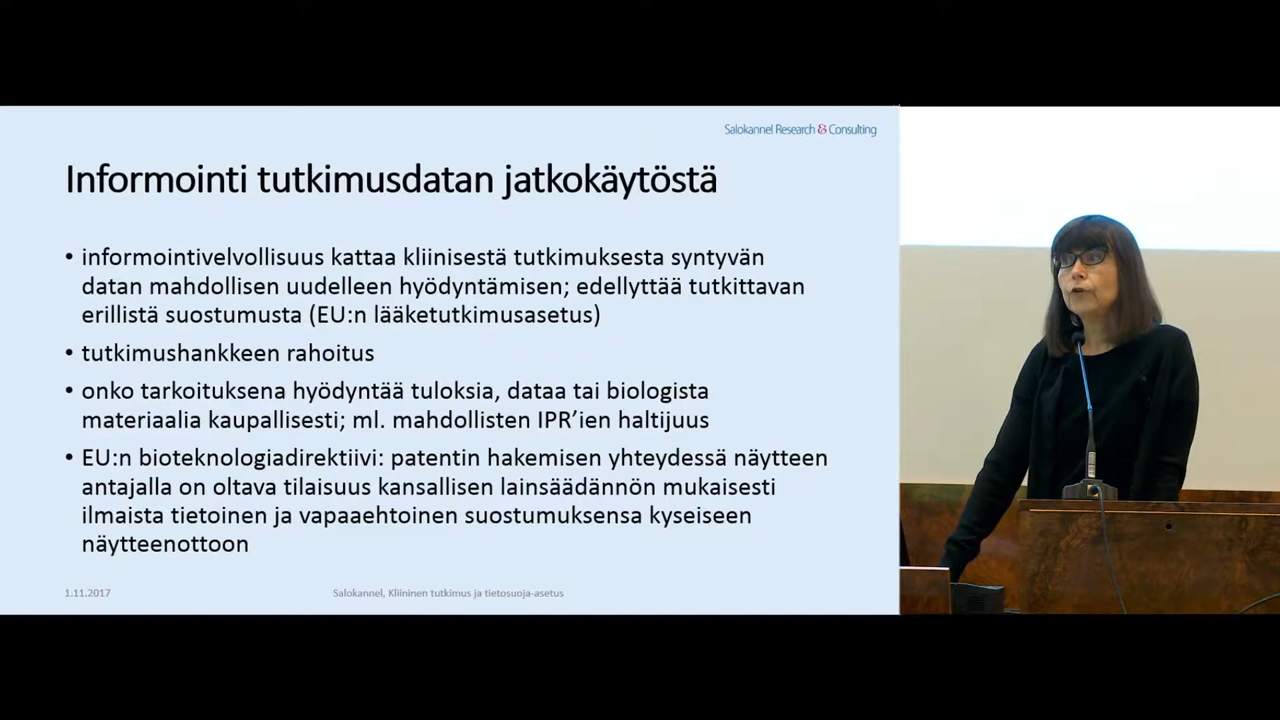 Salokannel Research & Consulting
Informointi tutkimusdatan jatkokäytöstä
• informointivelvollisuus kattaa kliinisestä tutkimuksesta syntyvän
datan mahdollisen uudelleen hyödyntämisen; edellyttää tutkittavan
erillistä suostumusta (EU:n lääketutkimusasetus)
• tutkimushankkeen rahoitus
• onko tarkoituksena hyödyntää tuloksia, dataa tai biologista
materiaalia kaupallisesti; ml. mahdollisten IPR’ien haltijuus
• EU:n bioteknologiadirektiivi: patentin hakemisen yhteydessä näytteen
antajalla on oltava tilaisuus kansallisen lainsäädännön mukaisesti
ilmaista tietoinen ja vapaaehtoinen suostumuksensa kyseiseen
näytteenottoon
1.11.2017
Salokannel, Kliininen tutkimus ja tietosuoja-asetus